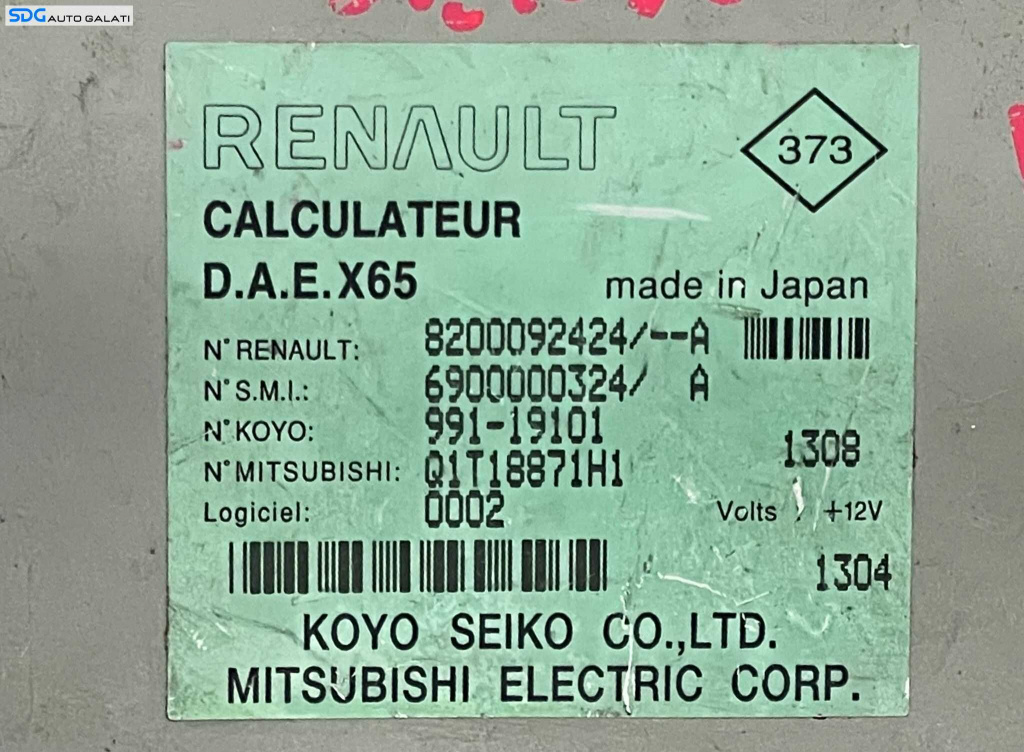 SDG AUTO GALATI
RENAULT
373
CALCULATEUR
D.A.E.X65 made in Japan
N° RENAULT: 8200092424/--A
N° S.M.I.: 6900000324/ A
N° KOYO: 991-19101
1308
N° MITSUBISHI: Q1T18871H1
Logiciel: 0002 Volts / +12V
1304
KOYO SEIKO CO.,LTD.
MITSUBISHI ELECTRIC CORP.